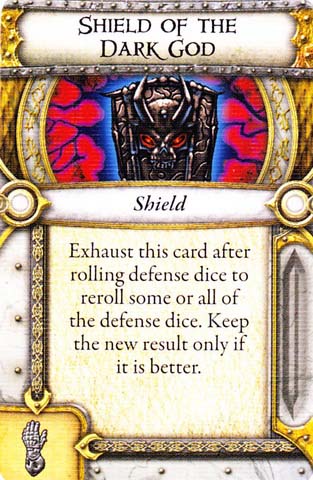 Shield of the
Dark God
Shield
Exhaust this card after
rolling defense dice to
reroll some or all of
the defense dice. Keep
the new result only if
it is better.